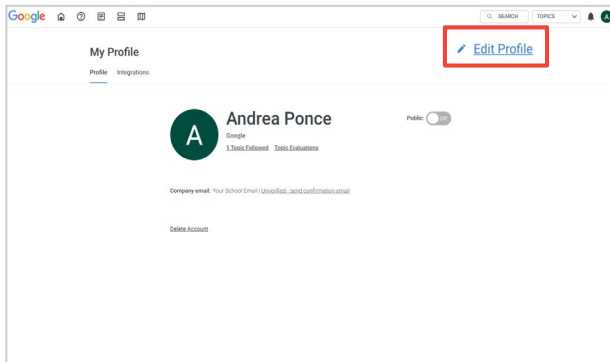 Google
SEARCH
TOPICS
A
My Profile
Edit Profile
Profile Integrations
A
Andrea Ponce
Google
1 Topic Followed Topic Evaluations
Public: Off
Company email: Your School Email | Unverified - send confirmation email
Delete Account